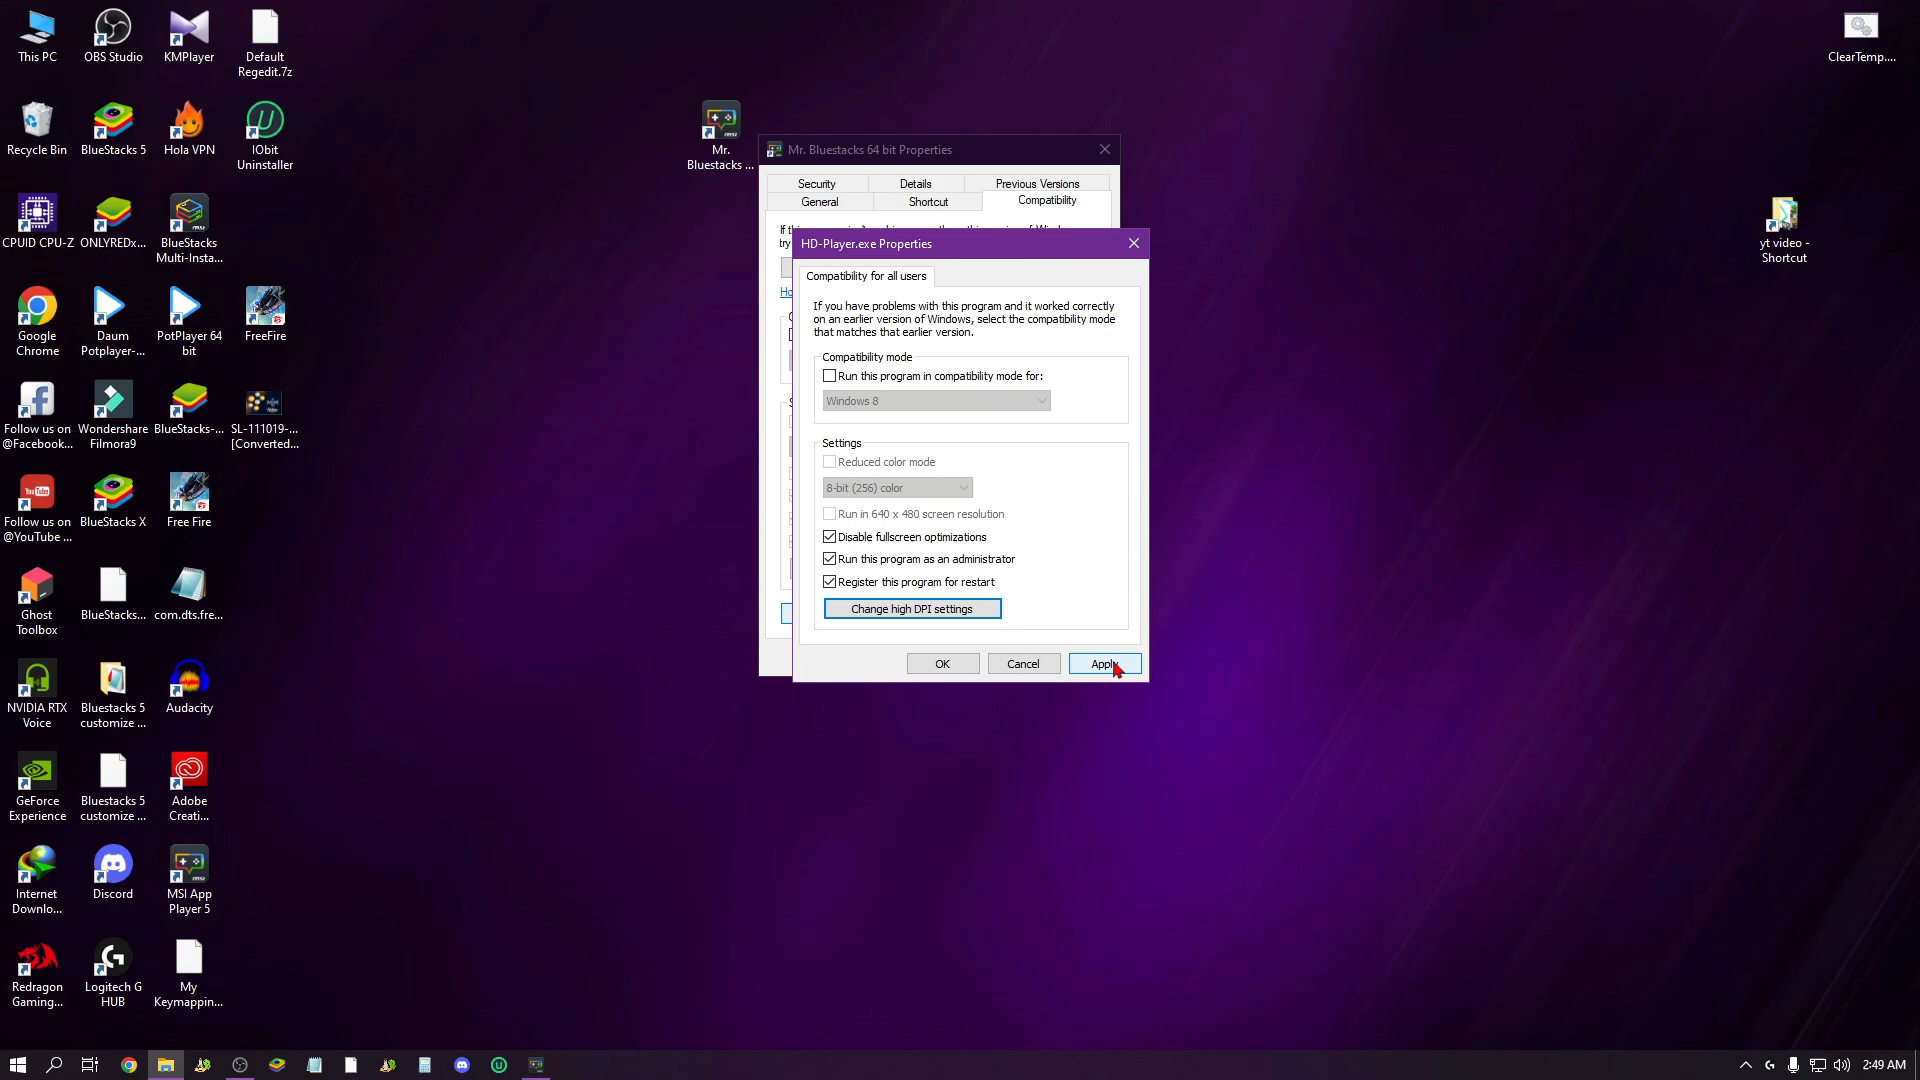 This PC
OBS Studio
KMPlayer
Default
Regedit.7z
ClearTemp....
Recycle Bin
BlueStacks 5
Hola VPN
IObit
Uninstaller
Mr.
Bluestacks ...
CPUID CPU-Z
ONLYREDx...
BlueStacks
Multi-Insta...
yt video -
Shortcut
Google
Chrome
Daum
Potplayer-...
PotPlayer 64
bit
FreeFire
Follow us on
@Facebook...
Wondershare
Filmora9
BlueStacks-...
SL-111019-...
[Converted...
Follow us on
@YouTube ...
BlueStacks X
Free Fire
Ghost
Toolbox
BlueStacks...
com.dts.fre...
NVIDIA RTX
Voice
Bluestacks 5
customize ...
Audacity
GeForce
Experience
Bluestacks 5
customize ...
Adobe
Creati...
Internet
Downlo...
Discord
MSI App
Player 5
Redragon
Gaming...
Logitech G
HUB
My
Keymappin...
Mr. Bluestacks 64 bit Properties
Security
Details
Previous Versions
General
Shortcut
Compatibility
try
HD-Player.exe Properties
Compatibility for all users
If you have problems with this program and it worked correctly
on an earlier version of Windows, select the compatibility mode
that matches that earlier version.
Compatibility mode
Run this program in compatibility mode for:
Windows 8
Settings
Reduced color mode
8-bit (256) color
Run in 640 x 480 screen resolution
Disable fullscreen optimizations
Run this program as an administrator
Register this program for restart
Change high DPI settings
OK
Cancel
Apply
2:49 AM